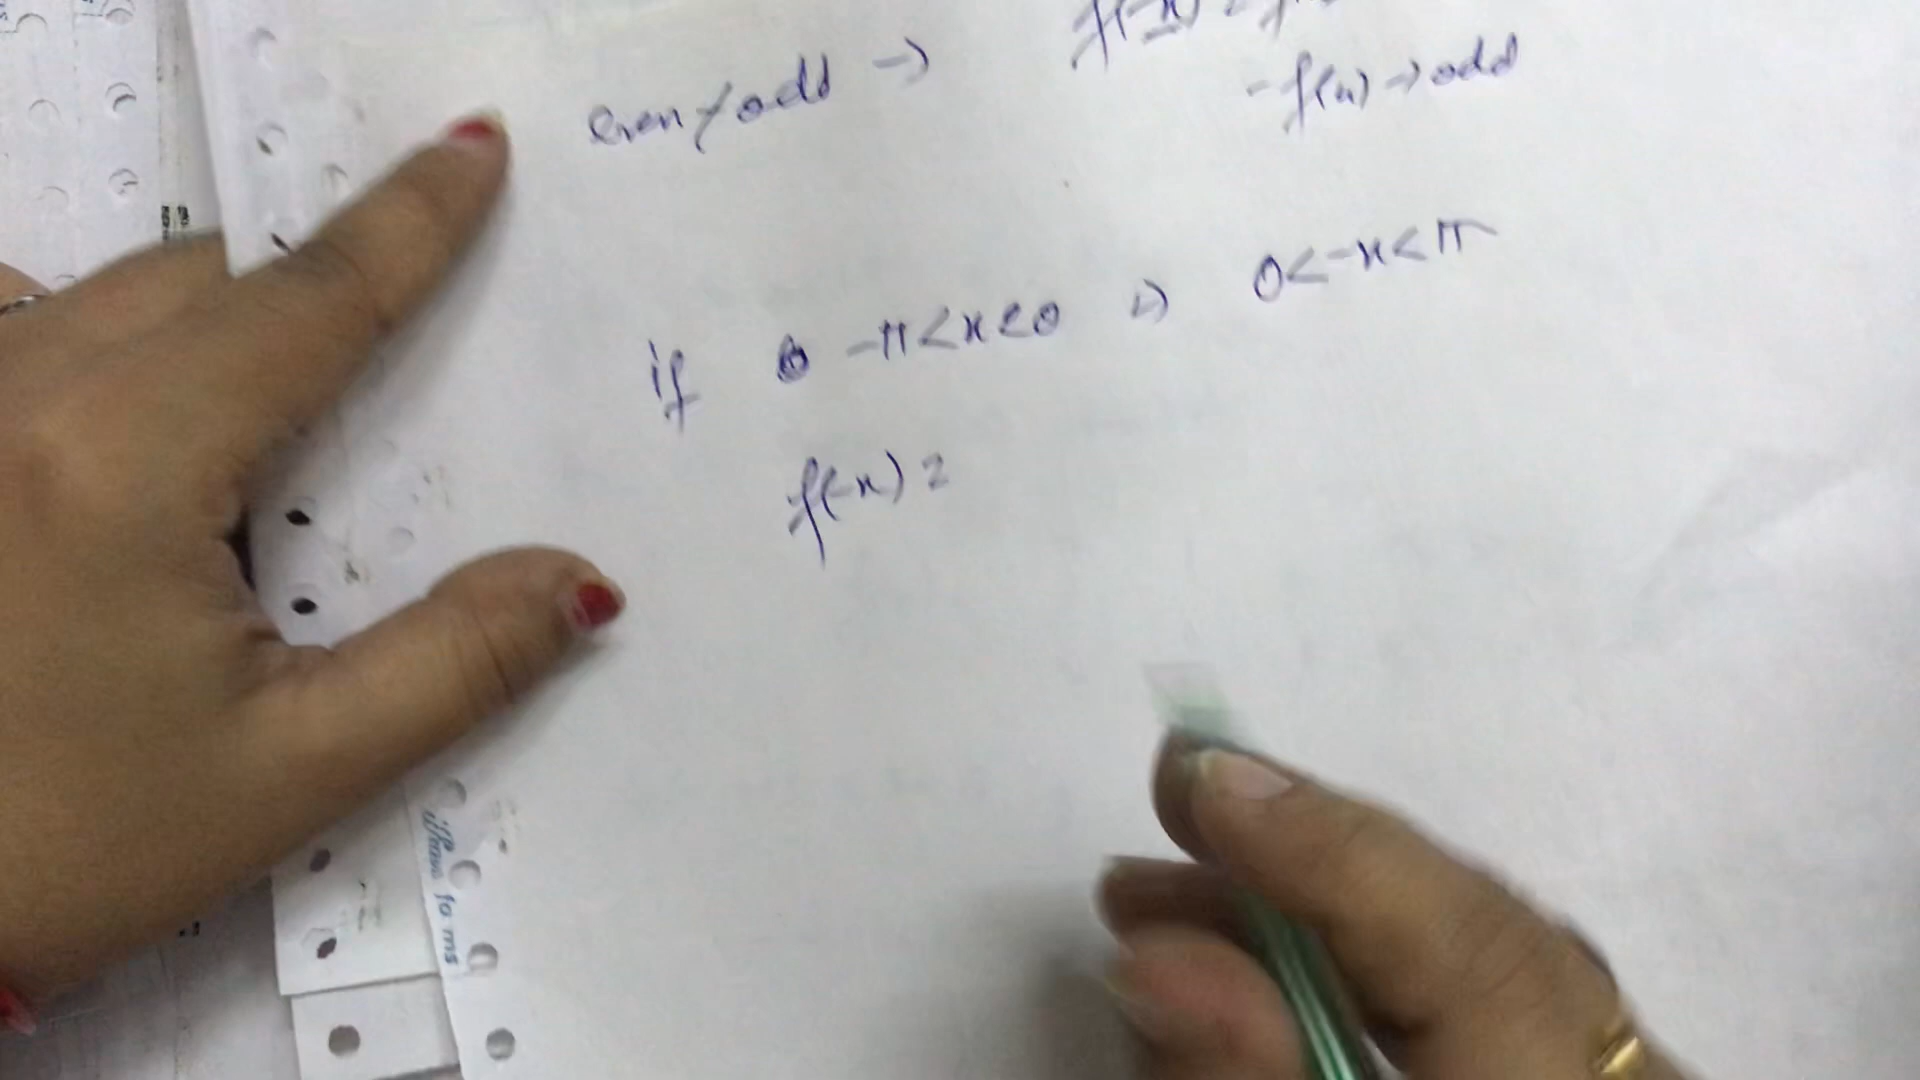 even/odd → f(-x) =
-f(x) → odd
if -π<x<0 => 0<-x<π
f(-x) =